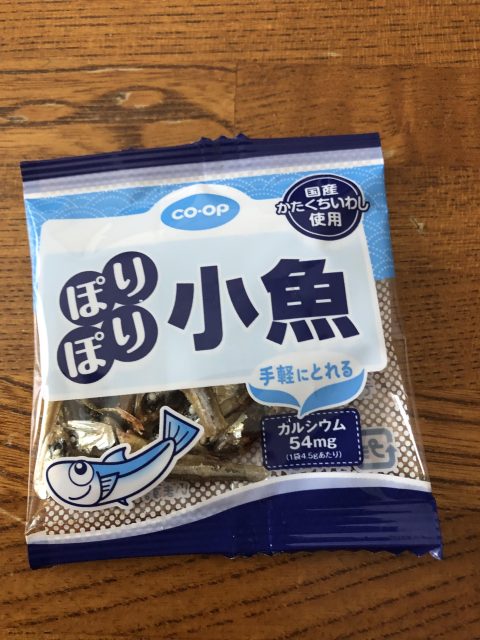 国産
かたくちいわし
使用
CO・OP
ぽりぽり
小魚
手軽にとれる
カルシウム
54mg
(1袋4.5gあたり)